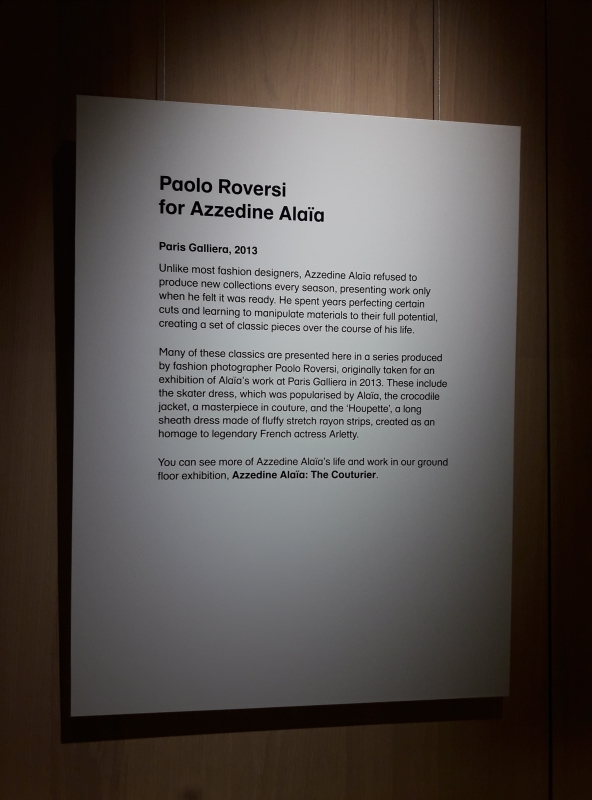 Paolo Roversi
for Azzedine Alaïa
Paris Galliera, 2013
Unlike most fashion designers, Azzedine Alaïa refused to
produce new collections every season, presenting work only
when he felt it was ready. He spent years perfecting certain
cuts and learning to manipulate materials to their full potential,
creating a set of classic pieces over the course of his life.
Many of these classics are presented here in a series produced
by fashion photographer Paolo Roversi, originally taken for an
exhibition of Alaïa's work at Paris Galliera in 2013. These include
the skater dress, which was popularised by Alaïa, the crocodile
jacket, a masterpiece in couture, and the 'Houpette', a long
sheath dress made of fluffy stretch rayon strips, created as an
homage to legendary French actress Arletty.
You can see more of Azzedine Alaïa's life and work in our ground
floor exhibition, Azzedine Alaïa: The Couturier.